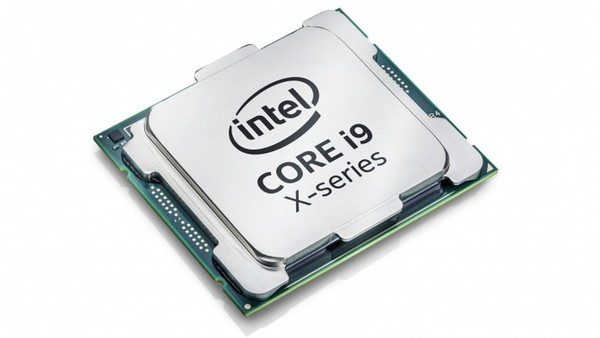 intel
CORE i9
X-series